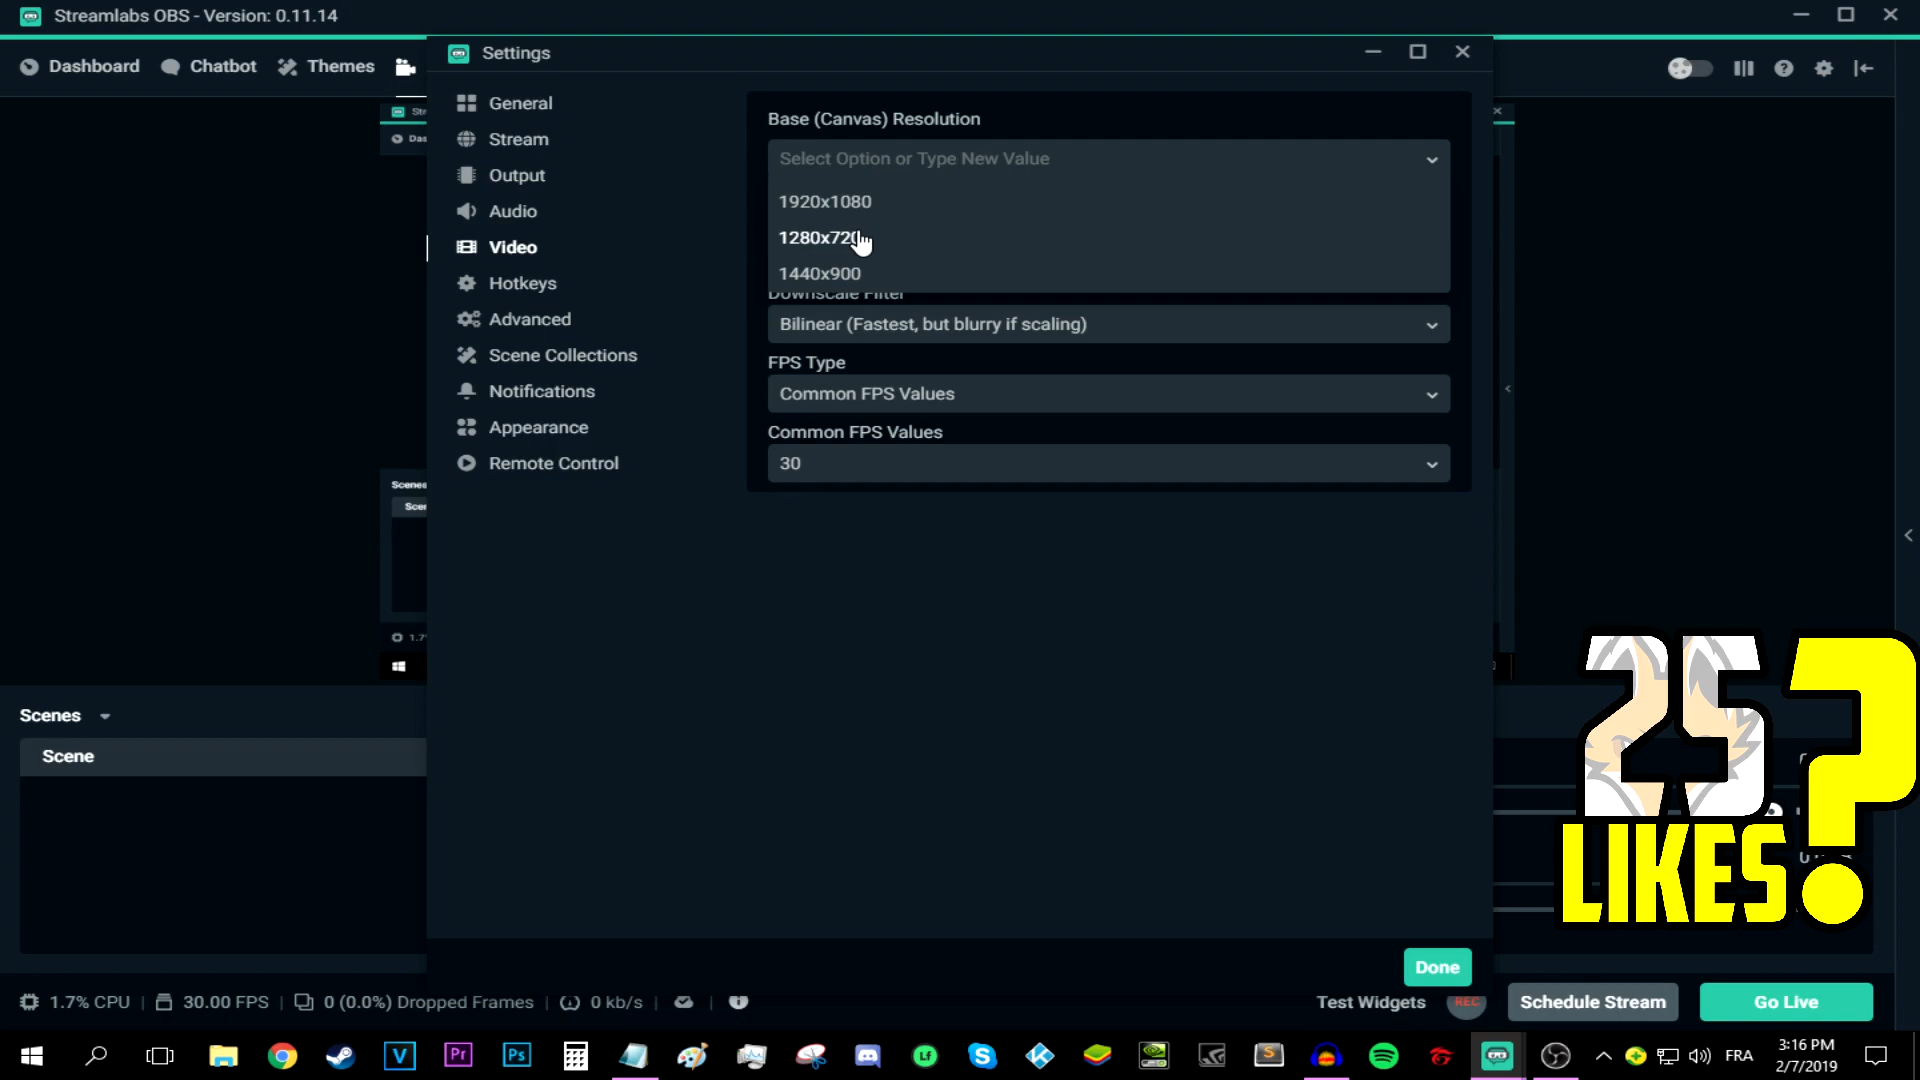 Streamlabs OBS - Version: 0.11.14
Settings
Dashboard
Chatbot
Themes
General
Stream
Output
Audio
Video
Hotkeys
Advanced
Scene Collections
Notifications
Appearance
Remote Control
Base (Canvas) Resolution
Select Option or Type New Value
1920x1080
1280x720
1440x900
Downscale Filter
Bilinear (Fastest, but blurry if scaling)
FPS Type
Common FPS Values
Common FPS Values
30
Scenes
Scene
25?
LIKES
Done
1.7% CPU
30.00 FPS
0 (0.0%) Dropped Frames
0 kb/s
Test Widgets
REC
Schedule Stream
Go Live
FRA
3:16 PM
2/7/2019